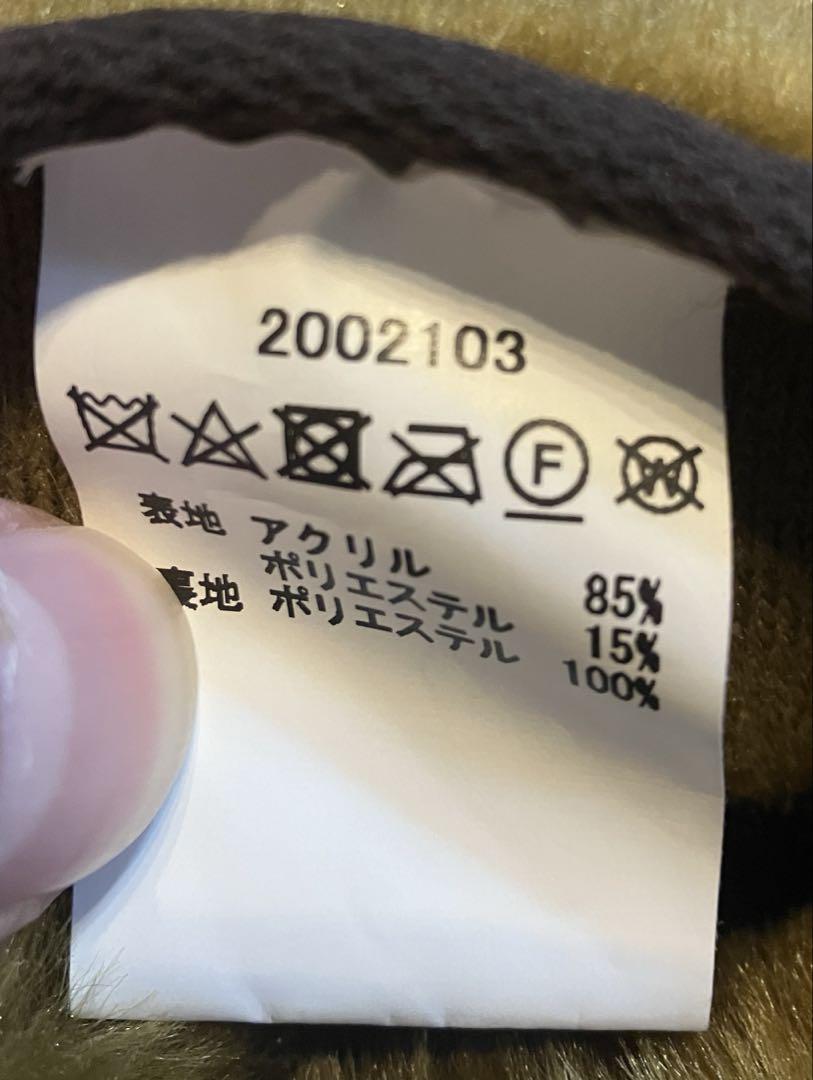 2002103
F
W
表地 アクリル 85%
ポリエステル 15%
裏地 ポリエステル 100%